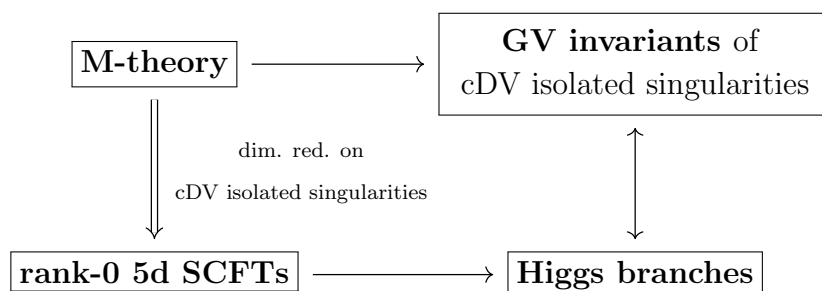 GV invariants of
M-theory
cDV isolated singularities
dim. red. on
cDV isolated singularities
rank-0 5d SCFTs
Higgs branches